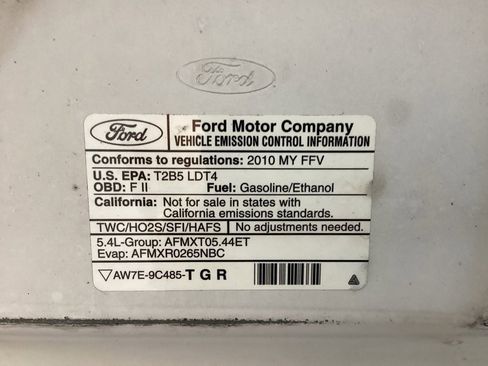 Ford
Ford
Ford Motor Company
VEHICLE EMISSION CONTROL INFORMATION
Conforms to regulations: 2010 MY FFV
U.S. EPA: T2B5 LDT4
OBD: F II Fuel: Gasoline/Ethanol
California: Not for sale in states with
California emissions standards.
TWC/HO2S/SFI/HAFS No adjustments needed.
5.4L-Group: AFMXT05.44ET
Evap: AFMXR0265NBC
▽AW7E-9C485-T G R